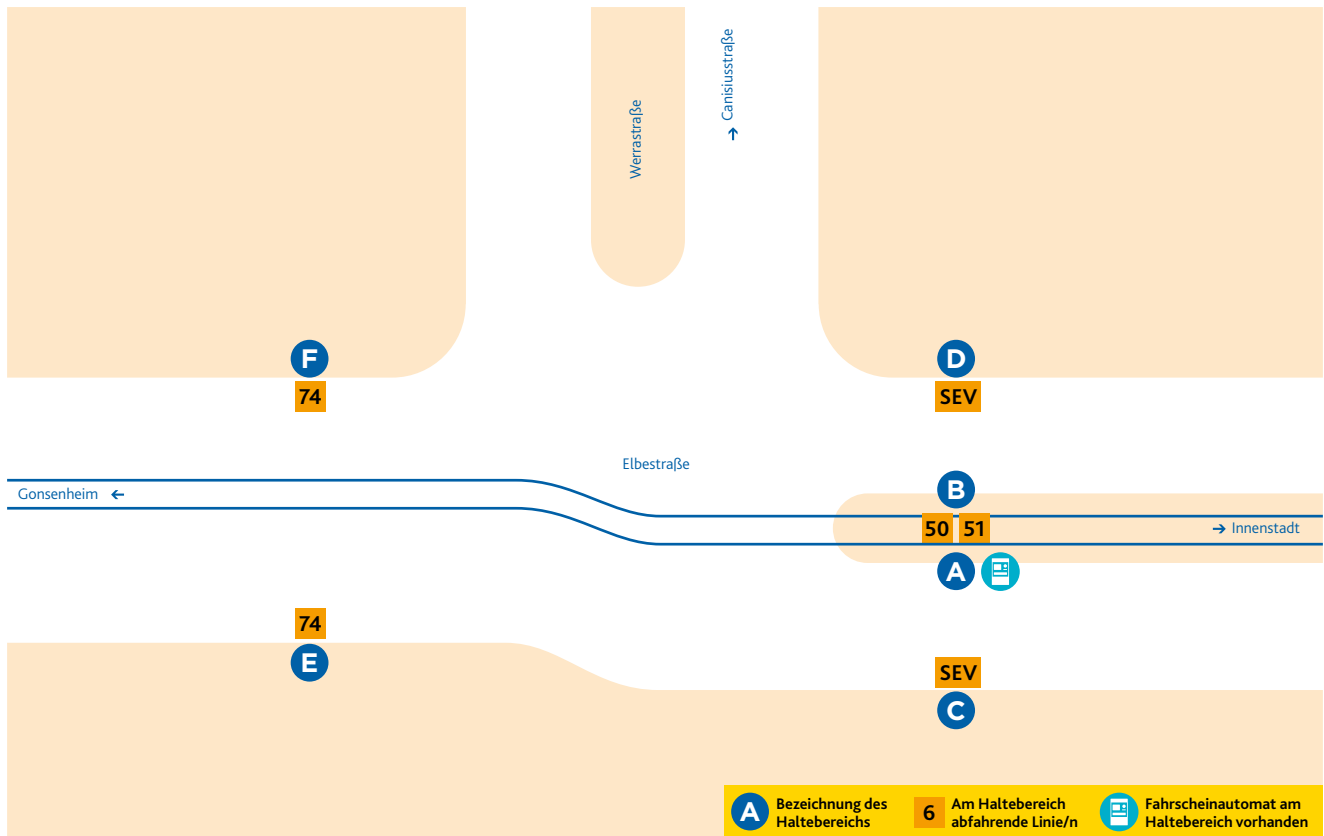 Werrastraße
→ Canisiusstraße
F
74
D
SEV
Elbestraße
Gonsenheim ←
B
50 51
→ Innenstadt
A
74
E
SEV
C
A Bezeichnung des
Haltebereichs
6 Am Haltebereich
abfahrende Linie/n
Fahrscheinautomat am
Haltebereich vorhanden